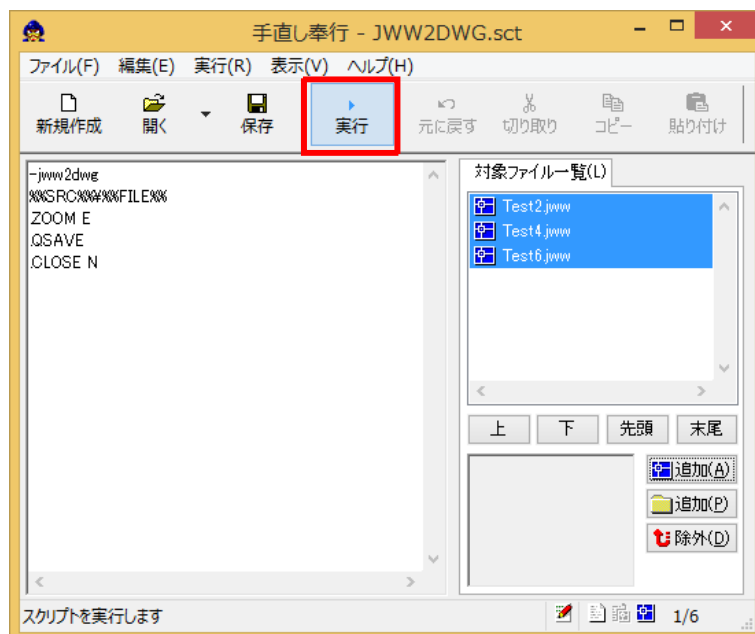 手直し奉行 - JWW2DWG.sct
ファイル(F) 編集(E) 実行(R) 表示(V) ヘルプ(H)
新規作成 開く 保存 実行 元に戻す 切り取り コピー 貼り付け
-jww2dwg
%%SRC%%¥%%FILE%%
.ZOOM E
.QSAVE
.CLOSE N
対象ファイル一覧(L)
Test2.jww
Test4.jww
Test6.jww
上 下 先頭 末尾
追加(A)
追加(P)
除外(D)
スクリプトを実行します 1/6